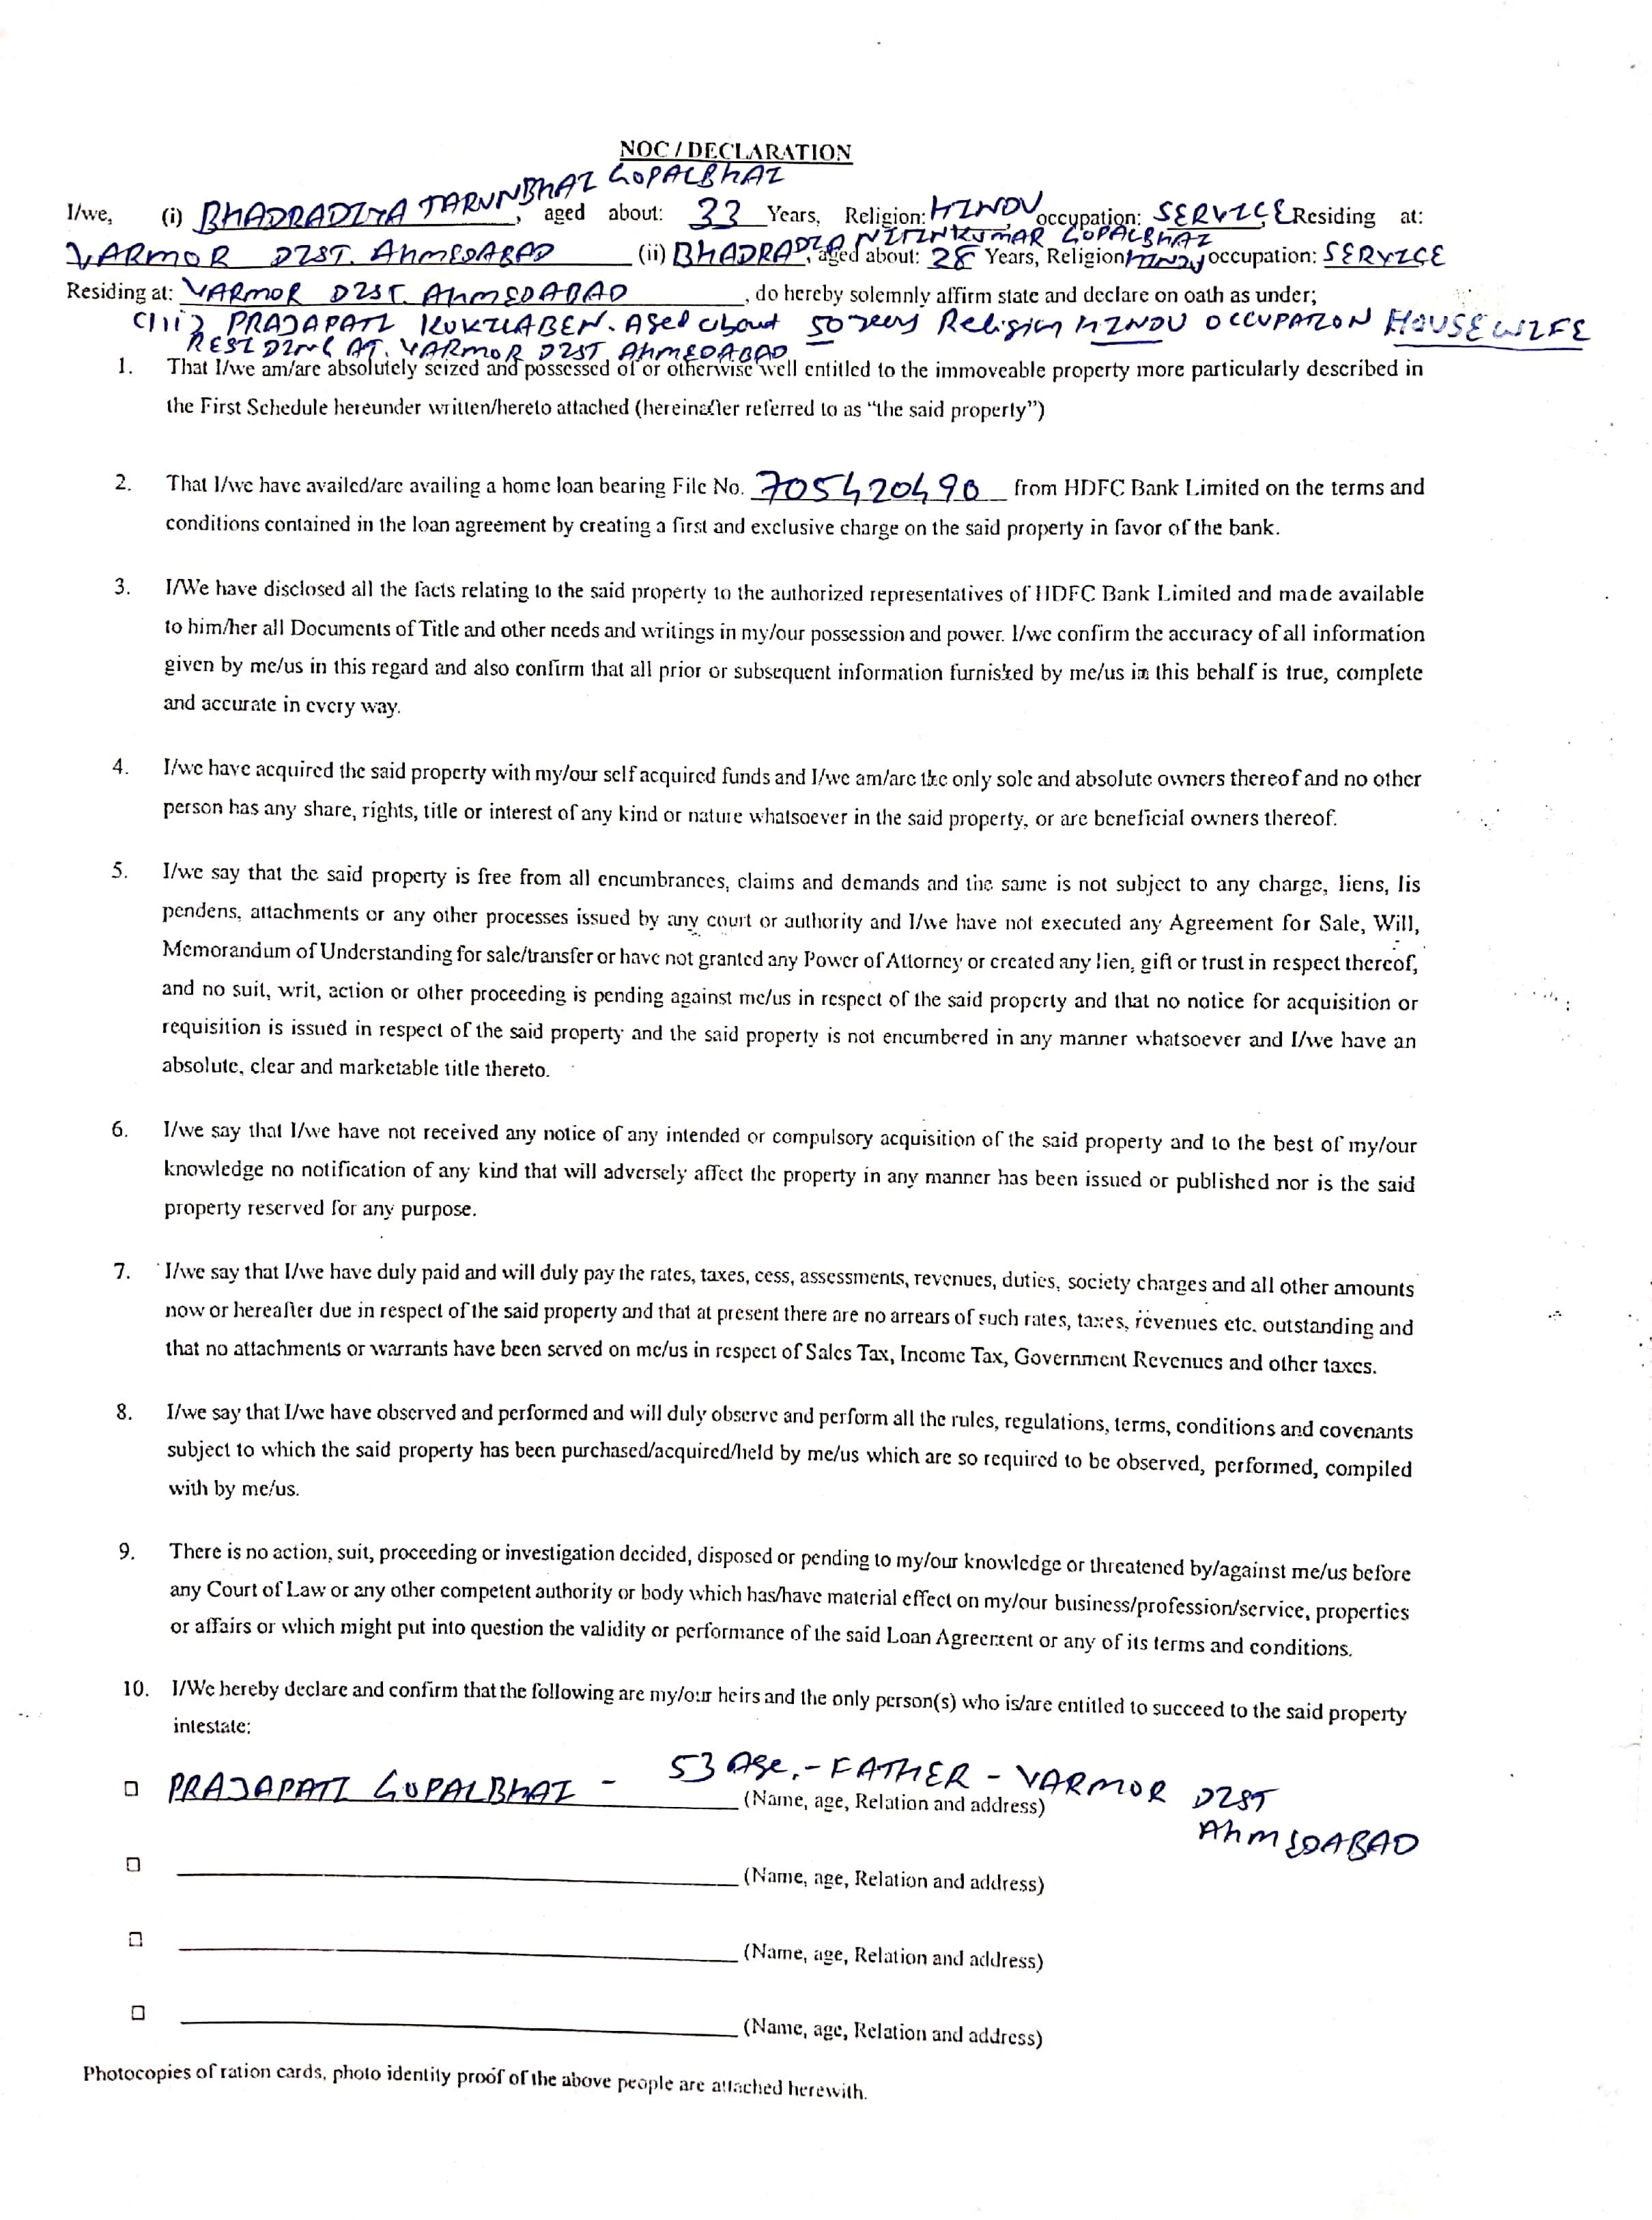 NOC / DECLARATION
I/we, (i) BHADRADIYA TARUNBHAI GOPALBHAI, aged about: 33 Years, Religion: HINDU occupation: SERVICE Residing at:
VARMOR DIST. AHMEDABAD (ii) BHADRADIA NITINKUMAR GOPALBHAI, aged about: 28 Years, Religion HINDU occupation: SERVICE
Residing at: VARMOR DIST. AHMEDABAD, do hereby solemnly affirm state and declare on oath as under;
(iii) PRAJAPATI KOKILABEN. Aged about 50 years Religion HINDU OCCUPATION HOUSEWIFE
RESIDING AT. VARMOR DIST AHMEDABAD
1. That I/we am/are absolutely seized and possessed of or otherwise well entitled to the immoveable property more particularly described in
the First Schedule hereunder written/hereto attached (hereinafter referred to as “the said property”)
2. That I/we have availed/are availing a home loan bearing File No. 705420490 from HDFC Bank Limited on the terms and
conditions contained in the loan agreement by creating a first and exclusive charge on the said property in favor of the bank.
3. I/We have disclosed all the facts relating to the said property to the authorized representatives of HDFC Bank Limited and made available
to him/her all Documents of Title and other needs and writings in my/our possession and power. I/we confirm the accuracy of all information
given by me/us in this regard and also confirm that all prior or subsequent information furnished by me/us in this behalf is true, complete
and accurate in every way.
4. I/we have acquired the said property with my/our self acquired funds and I/we am/are the only sole and absolute owners thereof and no other
person has any share, rights, title or interest of any kind or nature whatsoever in the said property, or are beneficial owners thereof.
5. I/we say that the said property is free from all encumbrances, claims and demands and the same is not subject to any charge, liens, lis
pendens, attachments or any other processes issued by any court or authority and I/we have not executed any Agreement for Sale, Will,
Memorandum of Understanding for sale/transfer or have not granted any Power of Attorney or created any lien, gift or trust in respect thereof,
and no suit, writ, action or other proceeding is pending against me/us in respect of the said property and that no notice for acquisition or
requisition is issued in respect of the said property and the said property is not encumbered in any manner whatsoever and I/we have an
absolute, clear and marketable title thereto.
6. I/we say that I/we have not received any notice of any intended or compulsory acquisition of the said property and to the best of my/our
knowledge no notification of any kind that will adversely affect the property in any manner has been issued or published nor is the said
property reserved for any purpose.
7. I/we say that I/we have duly paid and will duly pay the rates, taxes, cess, assessments, revenues, duties, society charges and all other amounts
now or hereafter due in respect of the said property and that at present there are no arrears of such rates, taxes, revenues etc. outstanding and
that no attachments or warrants have been served on me/us in respect of Sales Tax, Income Tax, Government Revenues and other taxes.
8. I/we say that I/we have observed and performed and will duly observe and perform all the rules, regulations, terms, conditions and covenants
subject to which the said property has been purchased/acquired/held by me/us which are so required to be observed, performed, compiled
with by me/us.
9. There is no action, suit, proceeding or investigation decided, disposed or pending to my/our knowledge or threatened by/against me/us before
any Court of Law or any other competent authority or body which has/have material effect on my/our business/profession/service, properties
or affairs or which might put into question the validity or performance of the said Loan Agreement or any of its terms and conditions.
10. I/We hereby declare and confirm that the following are my/our heirs and the only person(s) who is/are entitled to succeed to the said property
intestate:
PRAJAPATI GOPALBHAI - 53 Age.- FATHER - VARMOR DIST
(Name, age, Relation and address)
AHMEDABAD
(Name, age, Relation and address)
(Name, age, Relation and address)
(Name, age, Relation and address)
Photocopies of ration cards, photo identity proof of the above people are attached herewith.